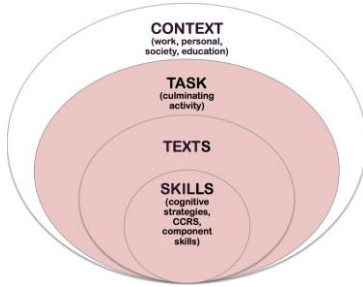 CONTEXT
(work, personal,
society, education)
TASK
(culminating
activity)
TEXTS
SKILLS
(cognitive
strategies,
CCRS,
component
skills)